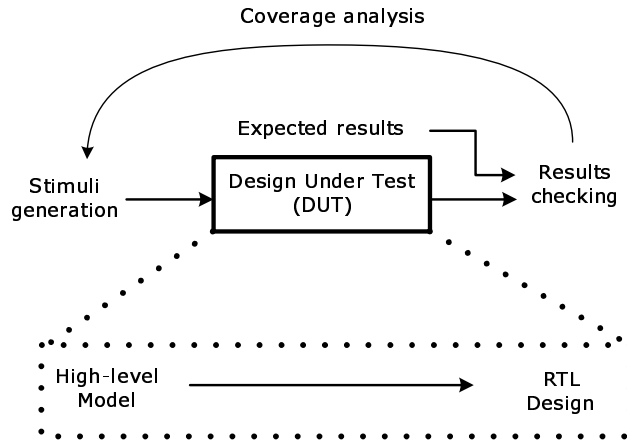 Coverage analysis
Expected results
Stimuli
generation
Design Under Test
(DUT)
Results
checking
High-level
Model
RTL
Design